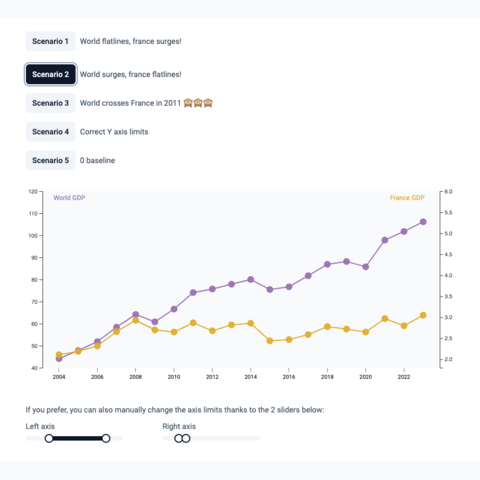 Scenario 1 World flatlines, france surges!
Scenario 2 World surges, france flatlines!
Scenario 3 World crosses France in 2011 🙈🙈🙈
Scenario 4 Correct Y axis limits
Scenario 5 0 baseline
World GDP France GDP
120 6.0
110 5.5
100 5.0
90 4.5
80 4.0
70 3.5
60 3.0
50 2.5
40 2.0
2004 2006 2008 2010 2012 2014 2016 2018 2020 2022
If you prefer, you can also manually change the axis limits thanks to the 2 sliders below:
Left axis Right axis